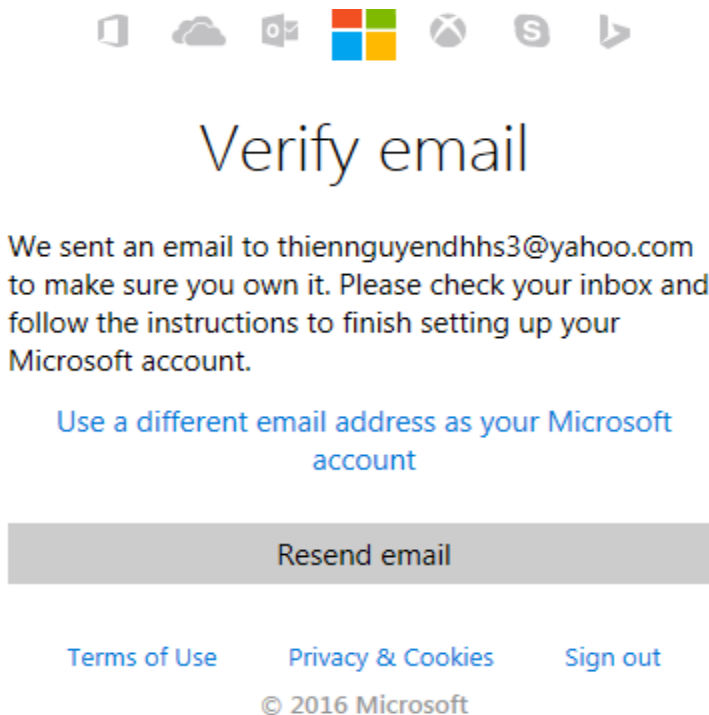 Verify email
We sent an email to thiennguyendhhs3@yahoo.com
to make sure you own it. Please check your inbox and
follow the instructions to finish setting up your
Microsoft account.
Use a different email address as your Microsoft
account
Resend email
Terms of Use Privacy & Cookies Sign out
© 2016 Microsoft